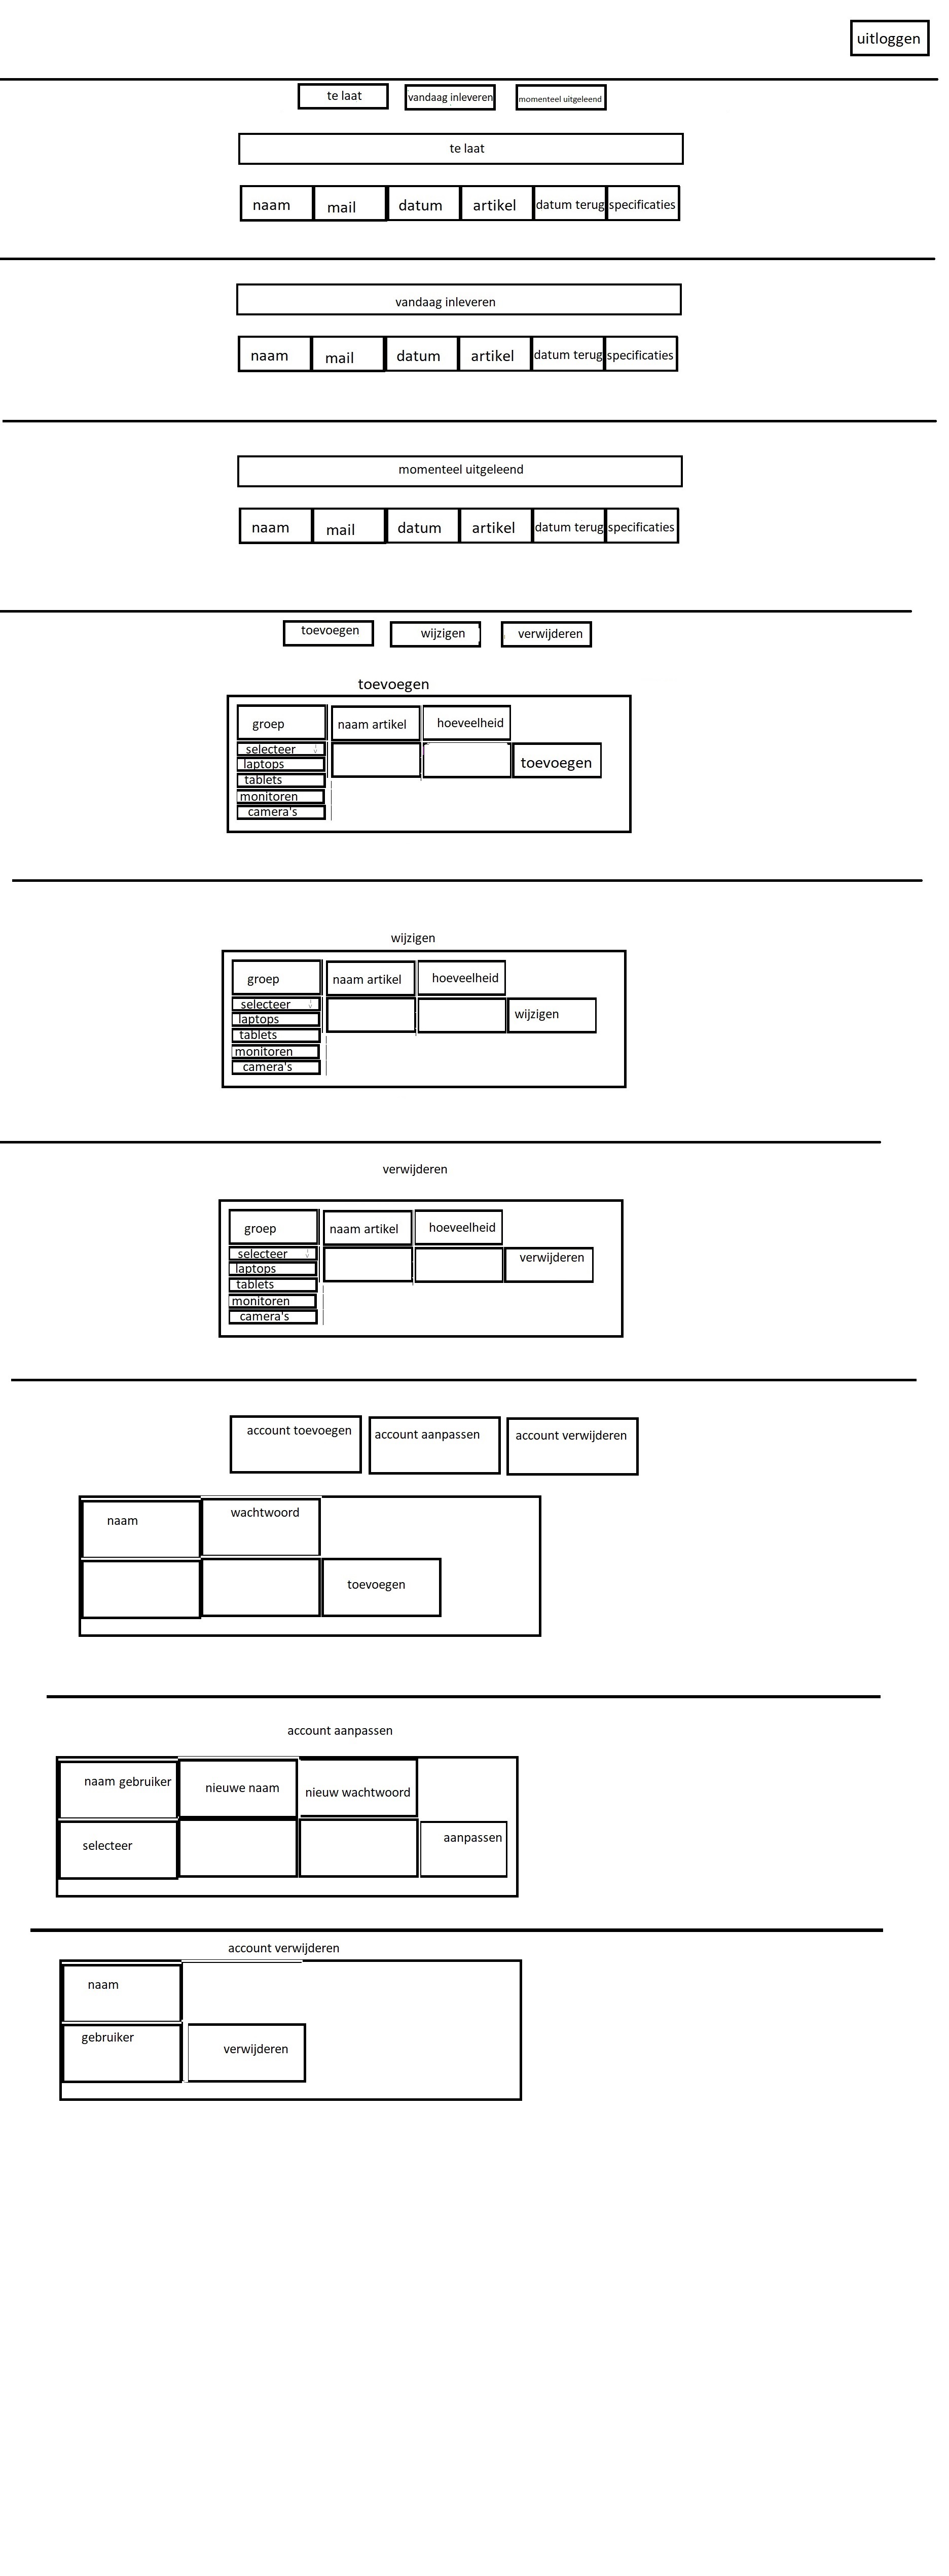 uitloggen
te laat
vandaag inleveren
momenteel uitgeleend
te laat
naam
mail
datum
artikel
datum terug
specificaties
vandaag inleveren
naam
mail
datum
artikel
datum terug
specificaties
momenteel uitgeleend
naam
mail
datum
artikel
datum terug
specificaties
toevoegen
wijzigen
verwijderen
toevoegen
groep
naam artikel
hoeveelheid
selecteer
laptops
toevoegen
tablets
monitoren
camera's
wijzigen
groep
naam artikel
hoeveelheid
selecteer
laptops
wijzigen
tablets
monitoren
camera's
verwijderen
groep
naam artikel
hoeveelheid
selecteer
laptops
verwijderen
tablets
monitoren
camera's
account toevoegen
account aanpassen
account verwijderen
naam
wachtwoord
toevoegen
account aanpassen
naam gebruiker
nieuwe naam
nieuw wachtwoord
selecteer
aanpassen
account verwijderen
naam
gebruiker
verwijderen